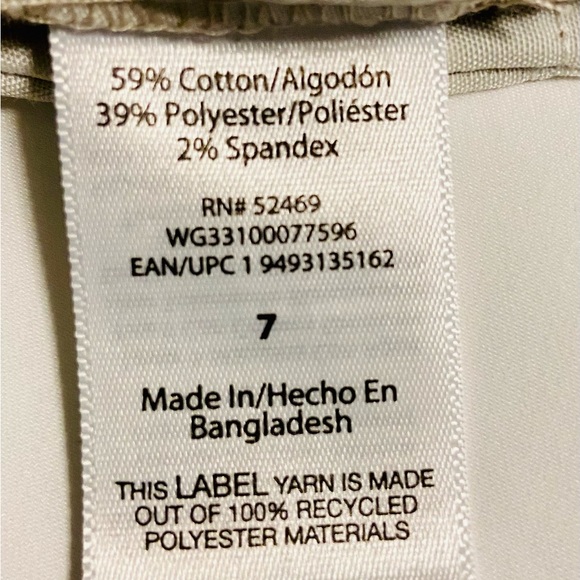 59% Cotton/Algodón
39% Polyester/Poliéster
2% Spandex
RN# 52469
WG33100077596
EAN/UPC 1 9493135162
7
Made In/Hecho En
Bangladesh
THIS LABEL YARN IS MADE
OUT OF 100% RECYCLED
POLYESTER MATERIALS